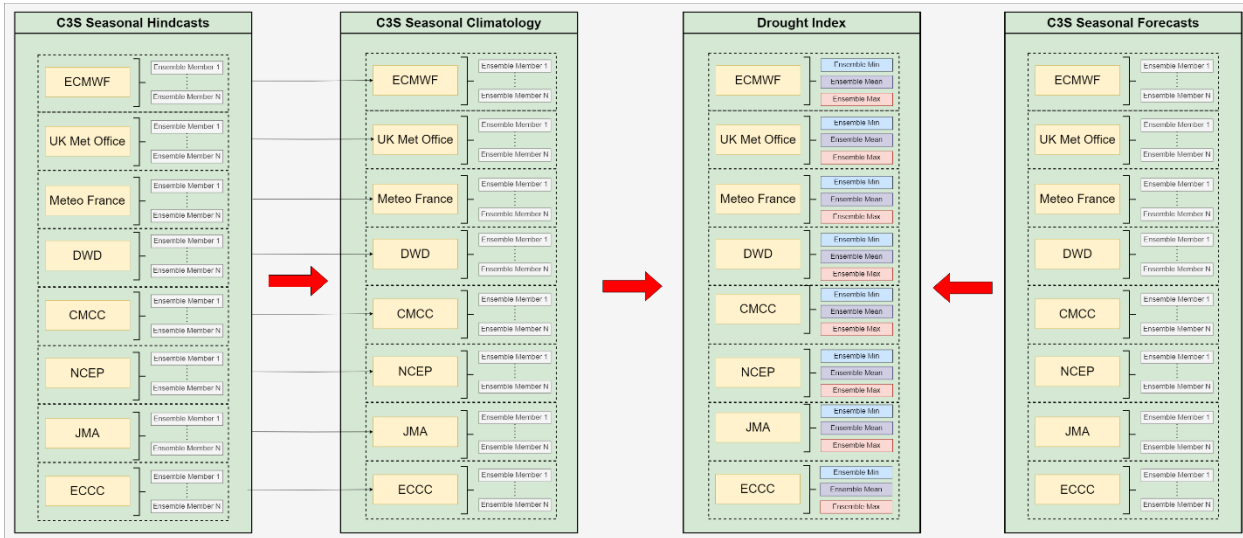 C3S Seasonal Hindcasts
ECMWF
Ensemble Member 1
Ensemble Member N
UK Met Office
Ensemble Member 1
Ensemble Member N
Meteo France
Ensemble Member 1
Ensemble Member N
DWD
Ensemble Member 1
Ensemble Member N
CMCC
Ensemble Member 1
Ensemble Member N
NCEP
Ensemble Member 1
Ensemble Member N
JMA
Ensemble Member 1
Ensemble Member N
ECCC
Ensemble Member 1
Ensemble Member N
C3S Seasonal Climatology
ECMWF
Ensemble Member 1
Ensemble Member N
UK Met Office
Ensemble Member 1
Ensemble Member N
Meteo France
Ensemble Member 1
Ensemble Member N
DWD
Ensemble Member 1
Ensemble Member N
CMCC
Ensemble Member 1
Ensemble Member N
NCEP
Ensemble Member 1
Ensemble Member N
JMA
Ensemble Member 1
Ensemble Member N
ECCC
Ensemble Member 1
Ensemble Member N
Drought Index
ECMWF
Ensemble Min
Ensemble Mean
Ensemble Max
UK Met Office
Ensemble Min
Ensemble Mean
Ensemble Max
Meteo France
Ensemble Min
Ensemble Mean
Ensemble Max
DWD
Ensemble Min
Ensemble Mean
Ensemble Max
CMCC
Ensemble Min
Ensemble Mean
Ensemble Max
NCEP
Ensemble Min
Ensemble Mean
Ensemble Max
JMA
Ensemble Min
Ensemble Mean
Ensemble Max
ECCC
Ensemble Min
Ensemble Mean
Ensemble Max
C3S Seasonal Forecasts
ECMWF
Ensemble Member 1
Ensemble Member N
UK Met Office
Ensemble Member 1
Ensemble Member N
Meteo France
Ensemble Member 1
Ensemble Member N
DWD
Ensemble Member 1
Ensemble Member N
CMCC
Ensemble Member 1
Ensemble Member N
NCEP
Ensemble Member 1
Ensemble Member N
JMA
Ensemble Member 1
Ensemble Member N
ECCC
Ensemble Member 1
Ensemble Member N